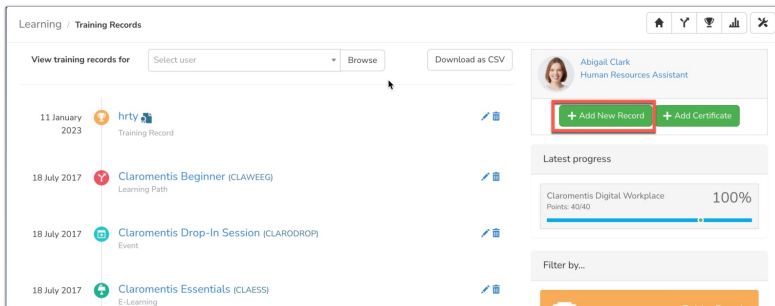 Learning / Training Records
View training records for
Select user
Browse
Download as CSV
11 January 2023
hrty
Training Record
18 July 2017
Claromentis Beginner (CLAWEEG)
Learning Path
18 July 2017
Claromentis Drop-In Session (CLARODROP)
Event
18 July 2017
Claromentis Essentials (CLAESS)
E-Learning
Abigail Clark
Human Resources Assistant
+ Add New Record
+ Add Certificate
Latest progress
Claromentis Digital Workplace
100%
Points: 40/40
Filter by...